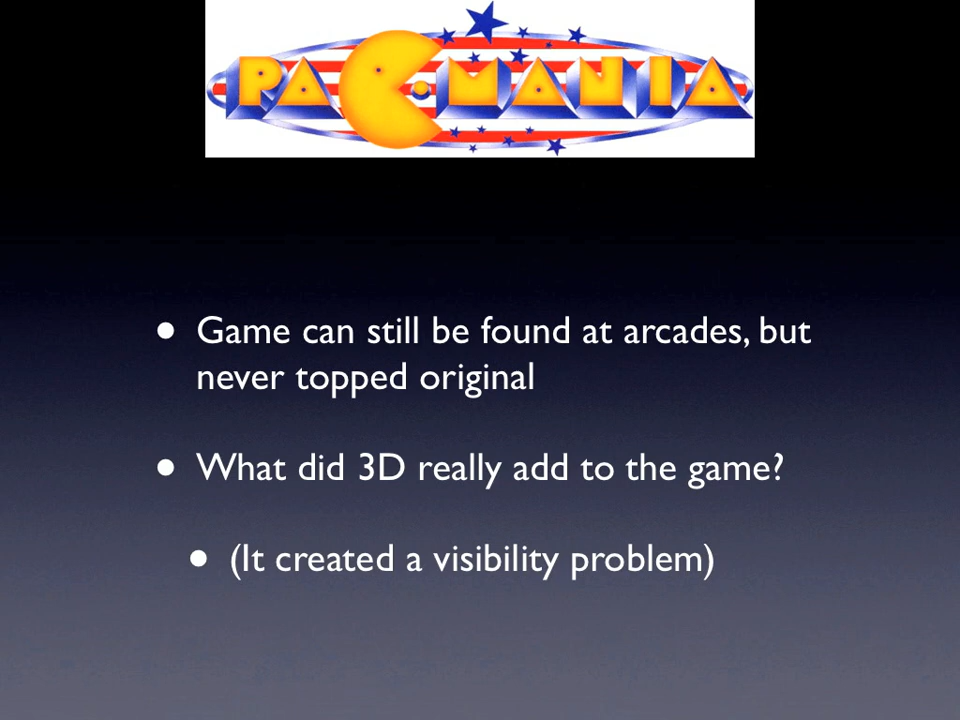 PAC-MANIA
• Game can still be found at arcades, but
never topped original
• What did 3D really add to the game?
• (It created a visibility problem)